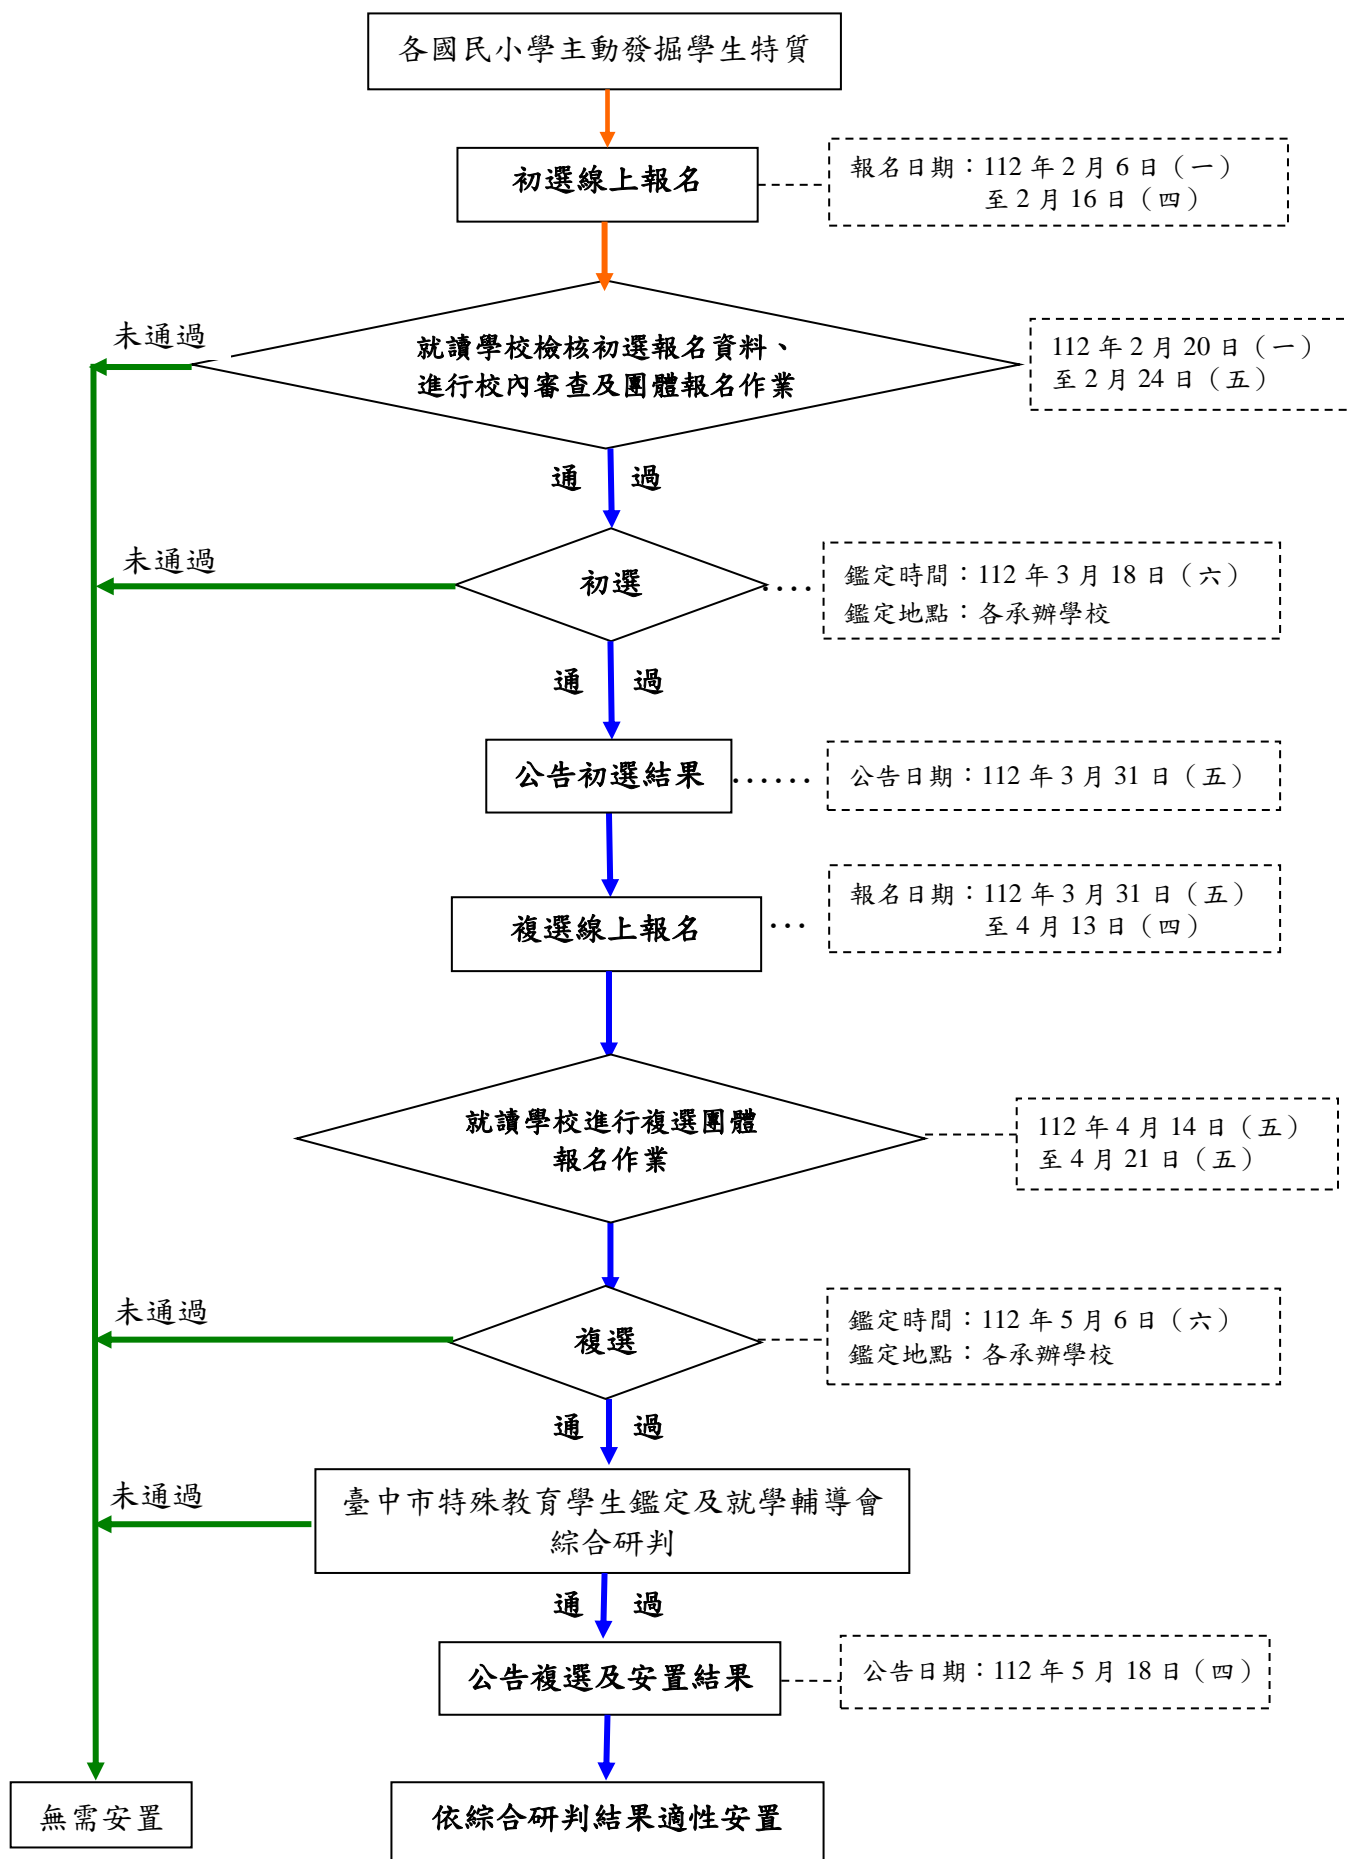 各國民小學主動發掘學生特質
初選線上報名
報名日期：112 年 2 月 6 日（一）
至 2 月 16 日（四）
未通過
就讀學校檢核初選報名資料、
進行校內審查及團體報名作業
112 年 2 月 20 日（一）
至 2 月 24 日（五）
通 過
未通過
初選
....
鑑定時間：112 年 3 月 18 日（六）
鑑定地點：各承辦學校
通 過
公告初選結果
......
公告日期：112 年 3 月 31 日（五）
複選線上報名
...
報名日期：112 年 3 月 31 日（五）
至 4 月 13 日（四）
就讀學校進行複選團體
報名作業
112 年 4 月 14 日（五）
至 4 月 21 日（五）
未通過
複選
鑑定時間：112 年 5 月 6 日（六）
鑑定地點：各承辦學校
通 過
未通過
臺中市特殊教育學生鑑定及就學輔導會
綜合研判
通 過
公告複選及安置結果
公告日期：112 年 5 月 18 日（四）
無需安置
依綜合研判結果適性安置